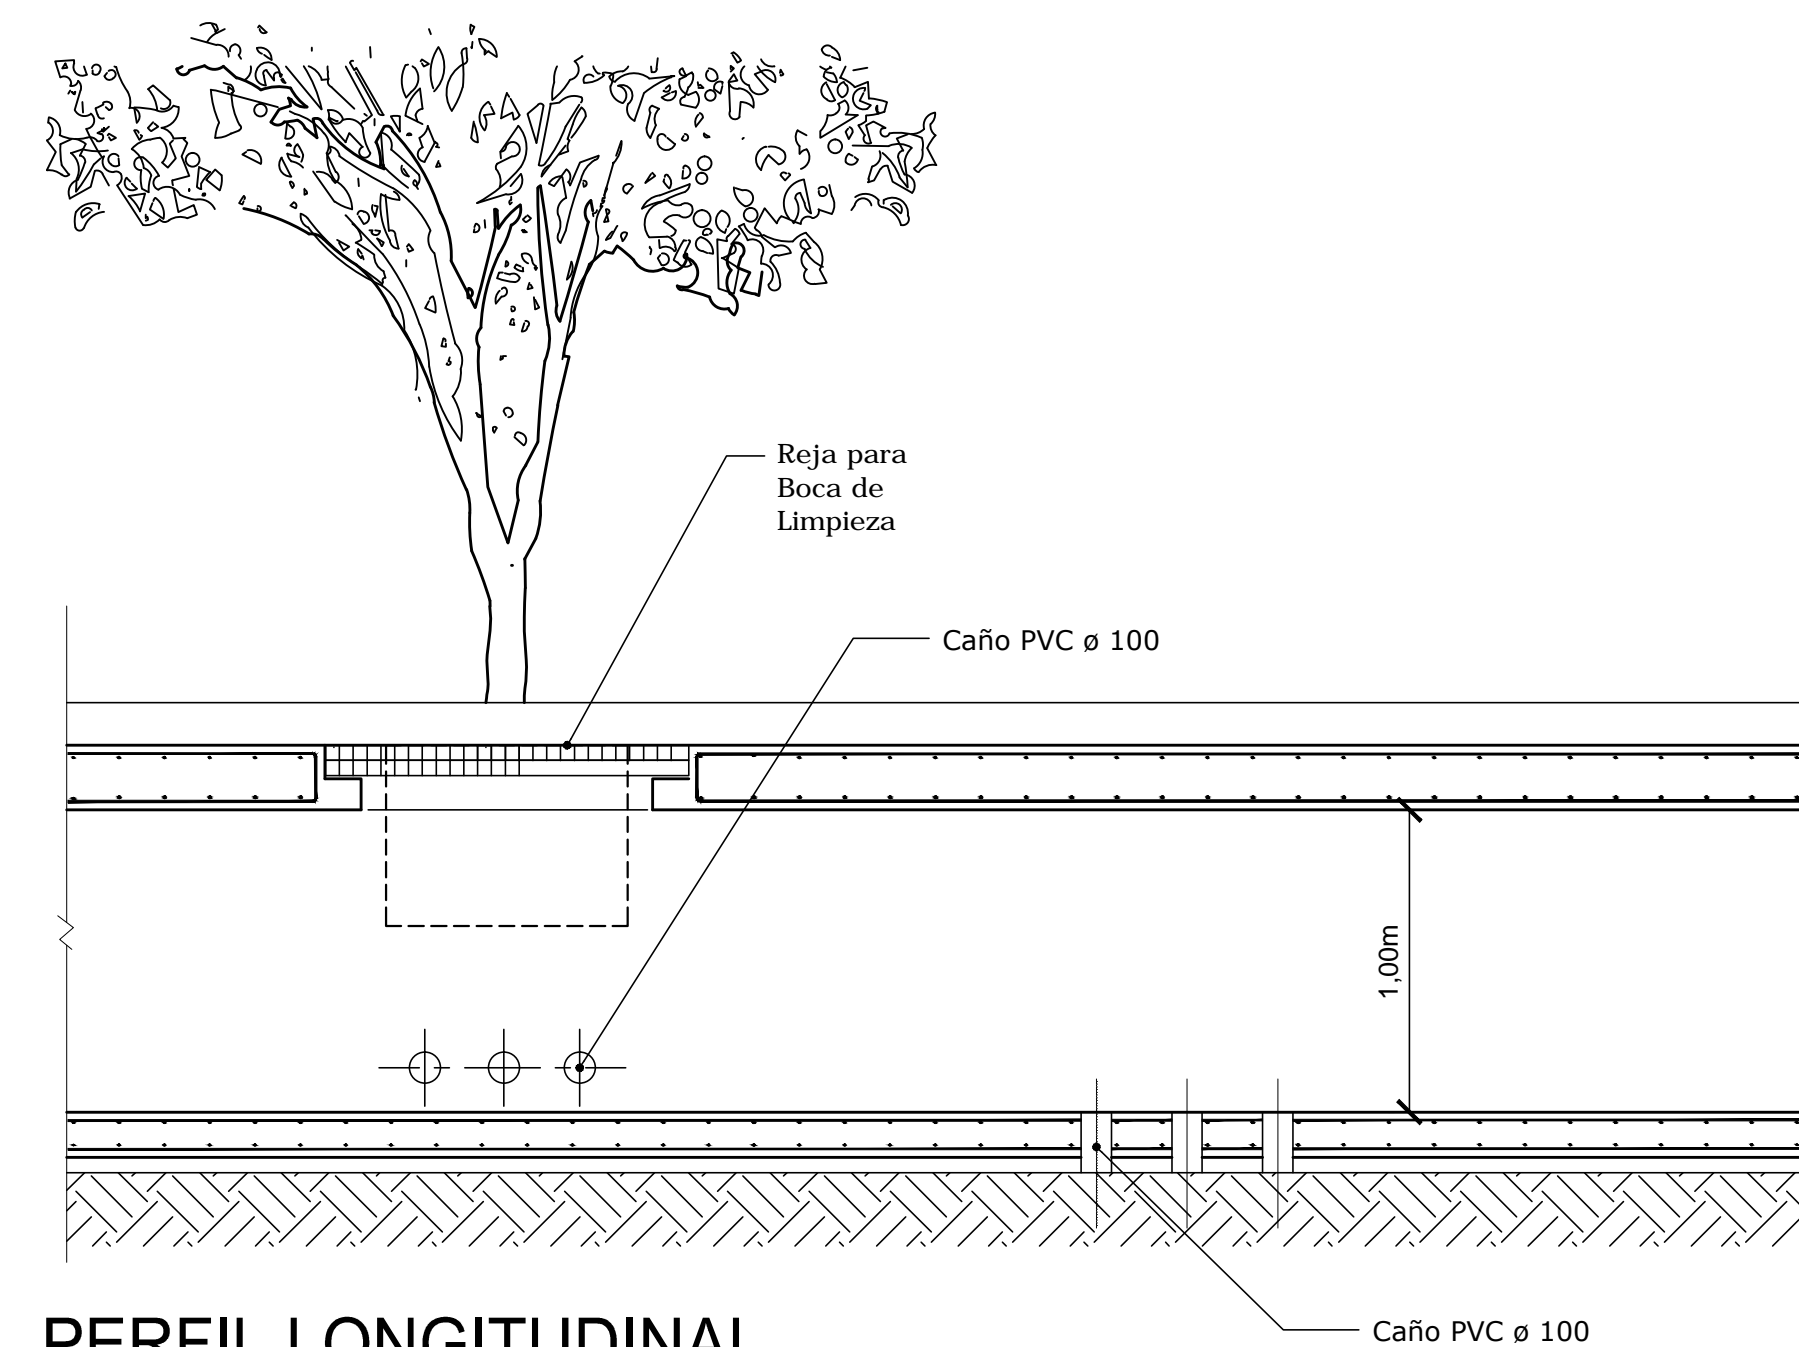 Reja para
Boca de
Limpieza
Caño PVC ø 100
1,00m
Caño PVC ø 100
PERFIL LONGITUDINAL